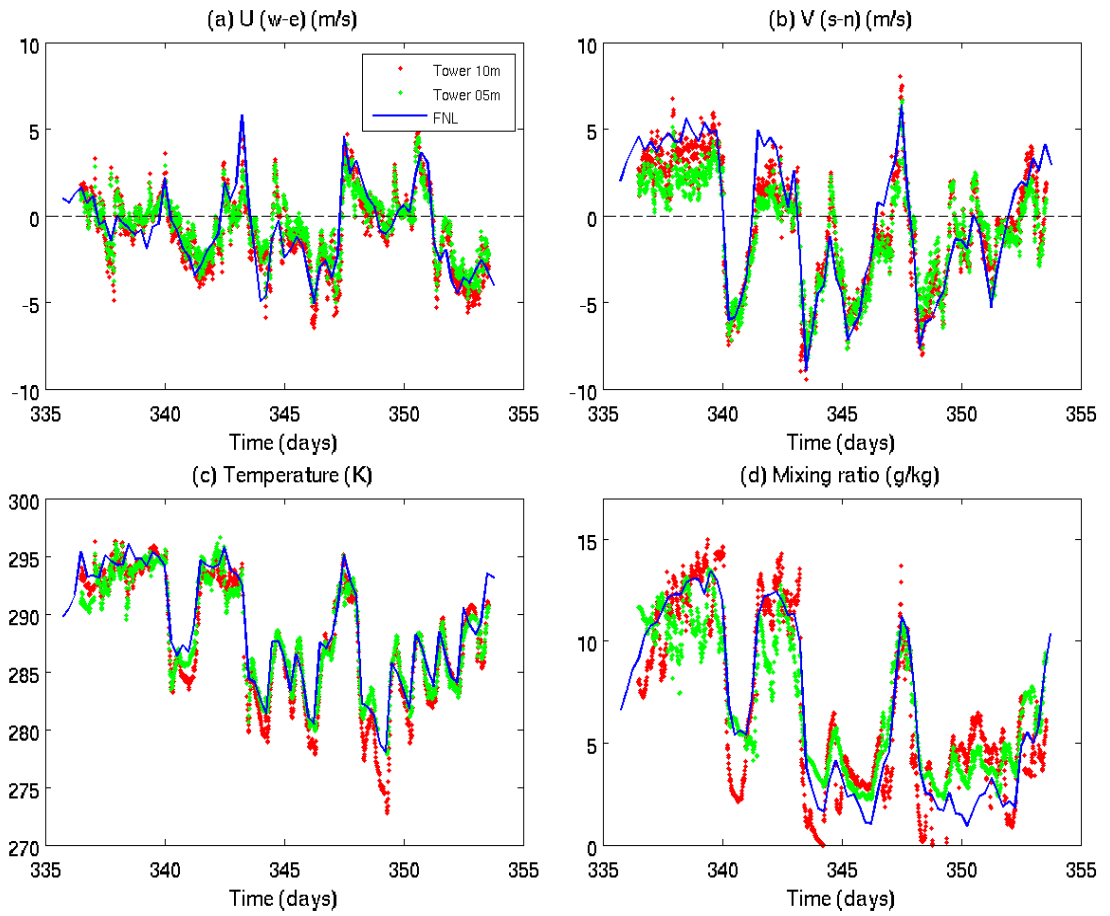 (a) U (w-e) (m/s)
10
5
0
-5
-10
335 340 345 350 355
Time (days)
Tower 10m
Tower 05m
FNL
(b) V (s-n) (m/s)
10
5
0
-5
-10
335 340 345 350 355
Time (days)
(c) Temperature (K)
300
295
290
285
280
275
270
335 340 345 350 355
Time (days)
(d) Mixing ratio (g/kg)
15
10
5
0
335 340 345 350 355
Time (days)